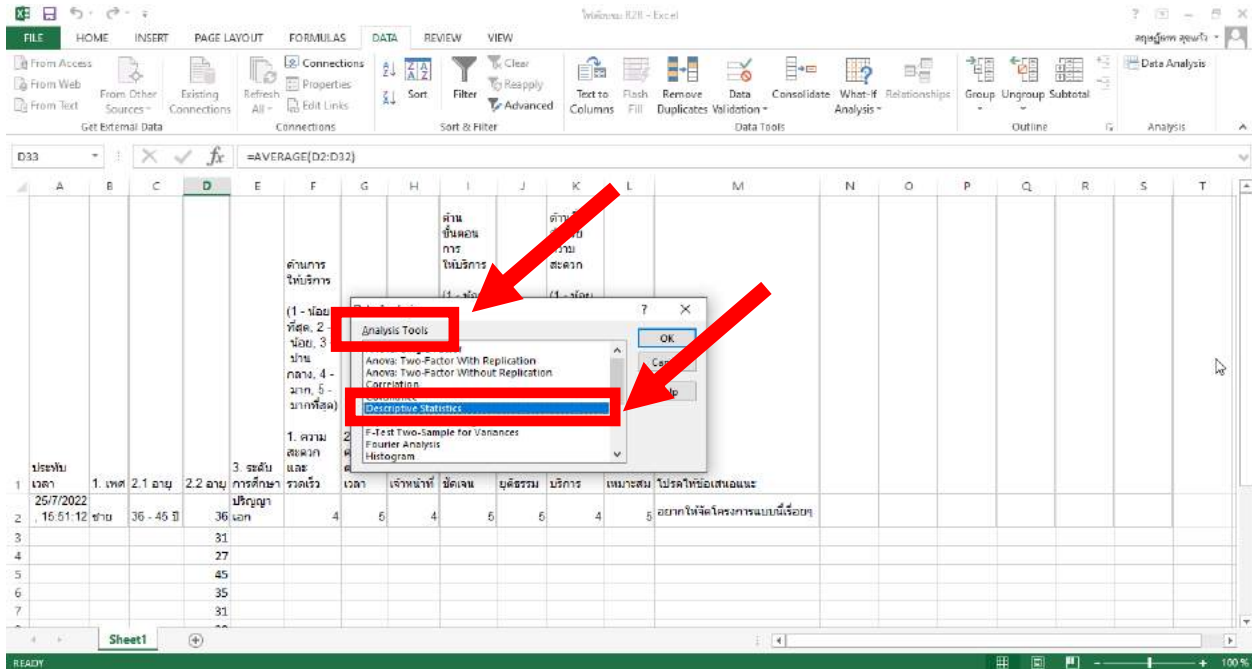 FILE HOME INSERT PAGE LAYOUT FORMULAS DATA REVIEW VIEW
From Access
From Web
From Text
From Other Sources
Existing Connections
Get External Data
Refresh All
Connections
Properties
Edit Links
Connections
Sort
Filter
Clear
Reapply
Advanced
Sort & Filter
Text to Columns
Flash Fill
Remove Duplicates
Data Validation
Consolidate
What-If Analysis
Relationships
Data Tools
Group
Ungroup
Subtotal
Outline
Data Analysis
Analysis
D33 fx =AVERAGE(D2:D32)
A B C D E F G H I J K L M N O P Q R S T
ด้าน
ขั้นตอน
การ
ให้บริการ
สะดวก
ด้านการ
ให้บริการ
(1 - น้อย
ที่สุด, 2 -
น้อย, 3
ปาน
กลาง, 4 -
มาก, 5 -
มากที่สุด)
1. ความ
สะดวก
และ
รวดเร็ว
?
Analysis Tools
OK
Anova: Two-Factor With Replication
Anova: Two-Factor Without Replication
Correlation
Descriptive Statistics
F-Test Two-Sample for Variances
Fourier Analysis
Histogram
1 ประทับ เวลา 1. เพศ 2.1 อายุ 2.2 อายุ 3. ระดับ การศึกษา เวลา เจ้าหน้าที่ ชัดเจน ยุติธรรม บริการ เหมาะสม โปรดให้ข้อเสนอแนะ
2 25/7/2022 , 15:51:12 ชาย 36 - 45 ปี 36 ปริญญา เอก 4 5 4 5 5 4 5 อยากให้จัดโครงการแบบนี้เรื่อยๆ
3 31
4 27
5 45
6 35
7 31
Sheet1
READY 100 %